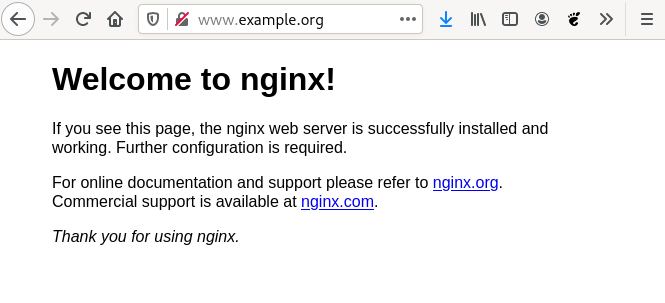 www.example.org
Welcome to nginx!
If you see this page, the nginx web server is successfully installed and
working. Further configuration is required.
For online documentation and support please refer to nginx.org.
Commercial support is available at nginx.com.
Thank you for using nginx.